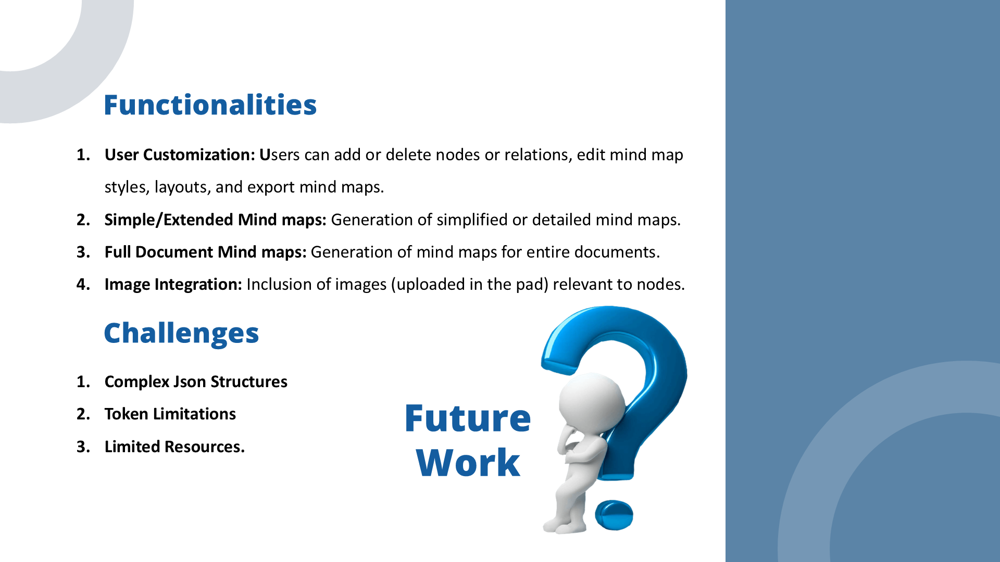 Functionalities
1. User Customization: Users can add or delete nodes or relations, edit mind map
styles, layouts, and export mind maps.
2. Simple/Extended Mind maps: Generation of simplified or detailed mind maps.
3. Full Document Mind maps: Generation of mind maps for entire documents.
4. Image Integration: Inclusion of images (uploaded in the pad) relevant to nodes.
Challenges
1. Complex Json Structures
2. Token Limitations
3. Limited Resources.
Future
Work